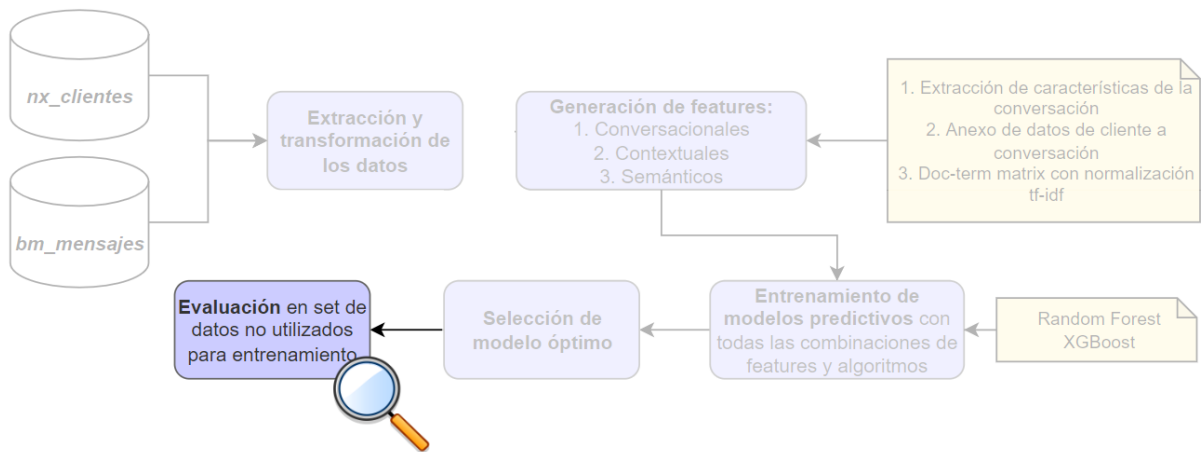 nx_clientes
bm_mensajes
Extracción y
transformación de
los datos
Generación de features:
1. Conversacionales
2. Contextuales
3. Semánticos
1. Extracción de características de la
conversación
2. Anexo de datos de cliente a
conversación
3. Doc-term matrix con normalización
tf-idf
Evaluación en set de
datos no utilizados
para entrenamiento
Selección de
modelo óptimo
Entrenamiento de
modelos predictivos con
todas las combinaciones de
features y algoritmos
Random Forest
XGBoost